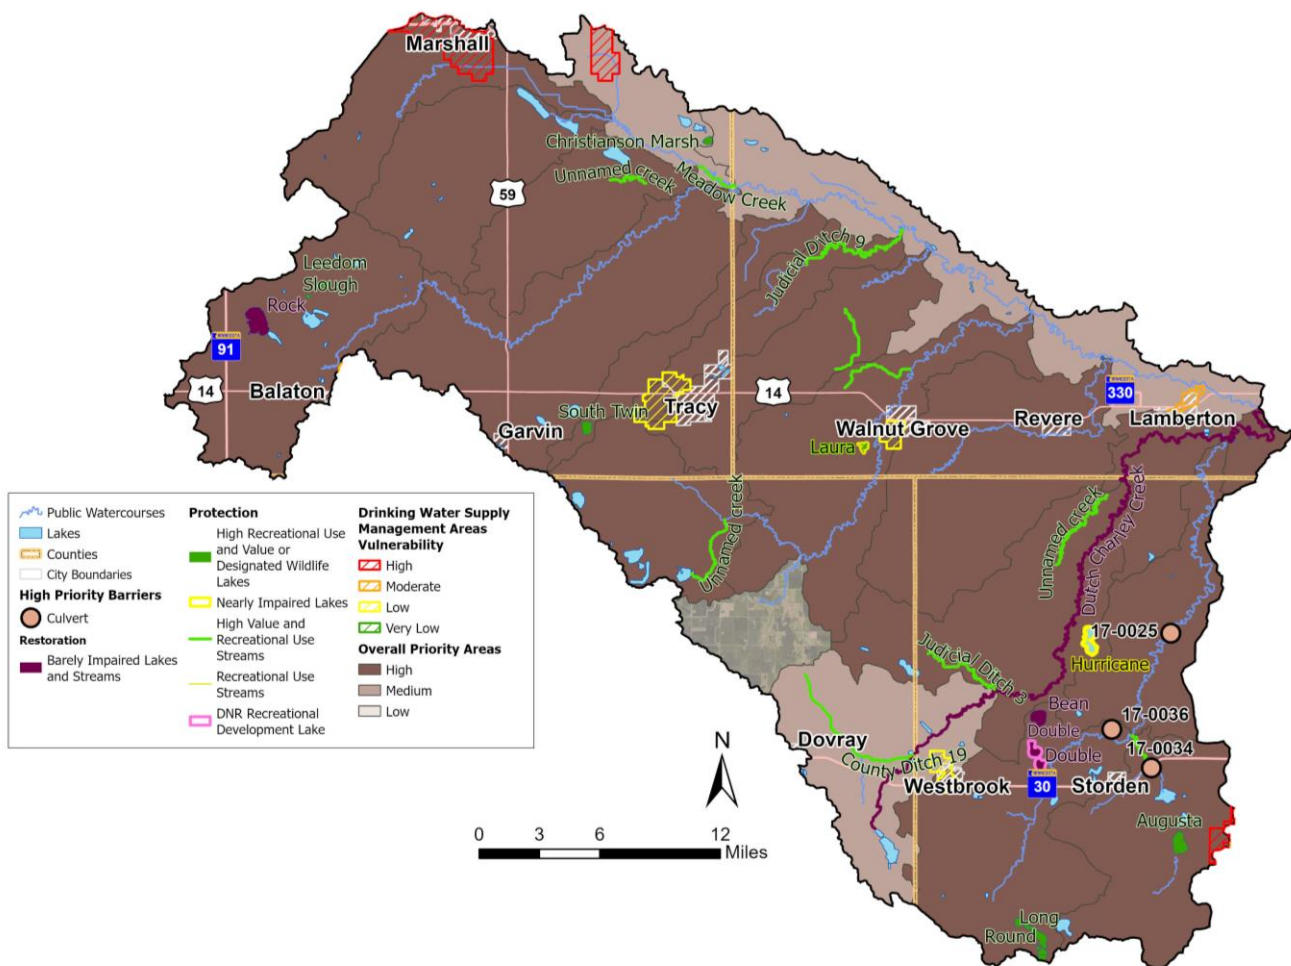 Marshall
Christianson Marsh
Unnamed creek
Meadow Creek
59
Judicial Ditch 9
Leedom
Slough
Rock
MINNESOTA
91
14
Balaton
South Twin
Tracy
14
MINNESOTA
330
Garvin
Laura
Walnut Grove
Revere
Lamberton
Unnamed creek
Unnamed creek
Dutch Charley Creek
17-0025
Hurricane
Judicial Ditch 3
Bean
17-0036
Double
Double
17-0034
Dovray
County Ditch 19
Westbrook
MINNESOTA
30
Storden
Augusta
Long
Round
Public Watercourses
Lakes
Counties
City Boundaries
High Priority Barriers
Culvert
Restoration
Barely Impaired Lakes
and Streams
Protection
High Recreational Use
and Value or
Designated Wildlife
Lakes
Nearly Impaired Lakes
High Value and
Recreational Use
Streams
Recreational Use
Streams
DNR Recreational
Development Lake
Drinking Water Supply
Management Areas
Vulnerability
High
Moderate
Low
Very Low
Overall Priority Areas
High
Medium
Low
N
0 3 6 12
Miles